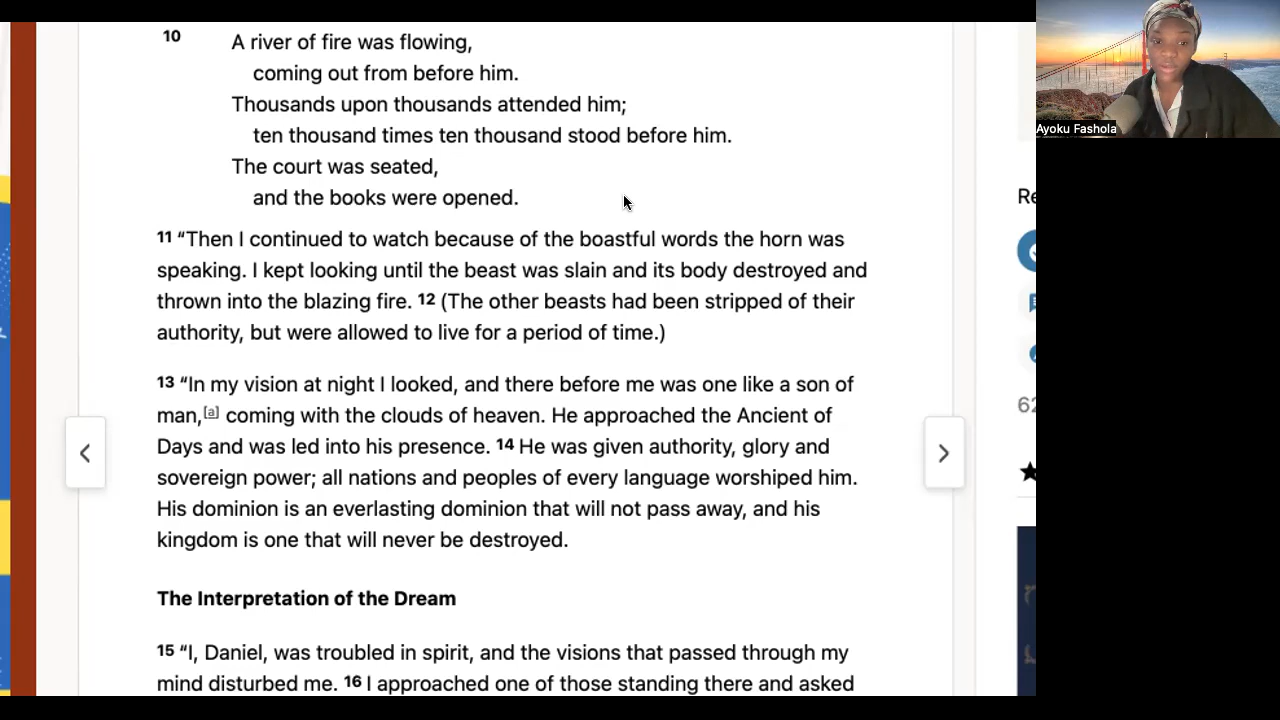 10 A river of fire was flowing,
coming out from before him.
Thousands upon thousands attended him;
ten thousand times ten thousand stood before him.
The court was seated,
and the books were opened.
11 “Then I continued to watch because of the boastful words the horn was
speaking. I kept looking until the beast was slain and its body destroyed and
thrown into the blazing fire. 12 (The other beasts had been stripped of their
authority, but were allowed to live for a period of time.)
13 “In my vision at night I looked, and there before me was one like a son of
man,[a] coming with the clouds of heaven. He approached the Ancient of
Days and was led into his presence. 14 He was given authority, glory and
sovereign power; all nations and peoples of every language worshiped him.
His dominion is an everlasting dominion that will not pass away, and his
kingdom is one that will never be destroyed.
The Interpretation of the Dream
15 “I, Daniel, was troubled in spirit, and the visions that passed through my
mind disturbed me. 16 I approached one of those standing there and asked
Ayoku Fashola
Re
62